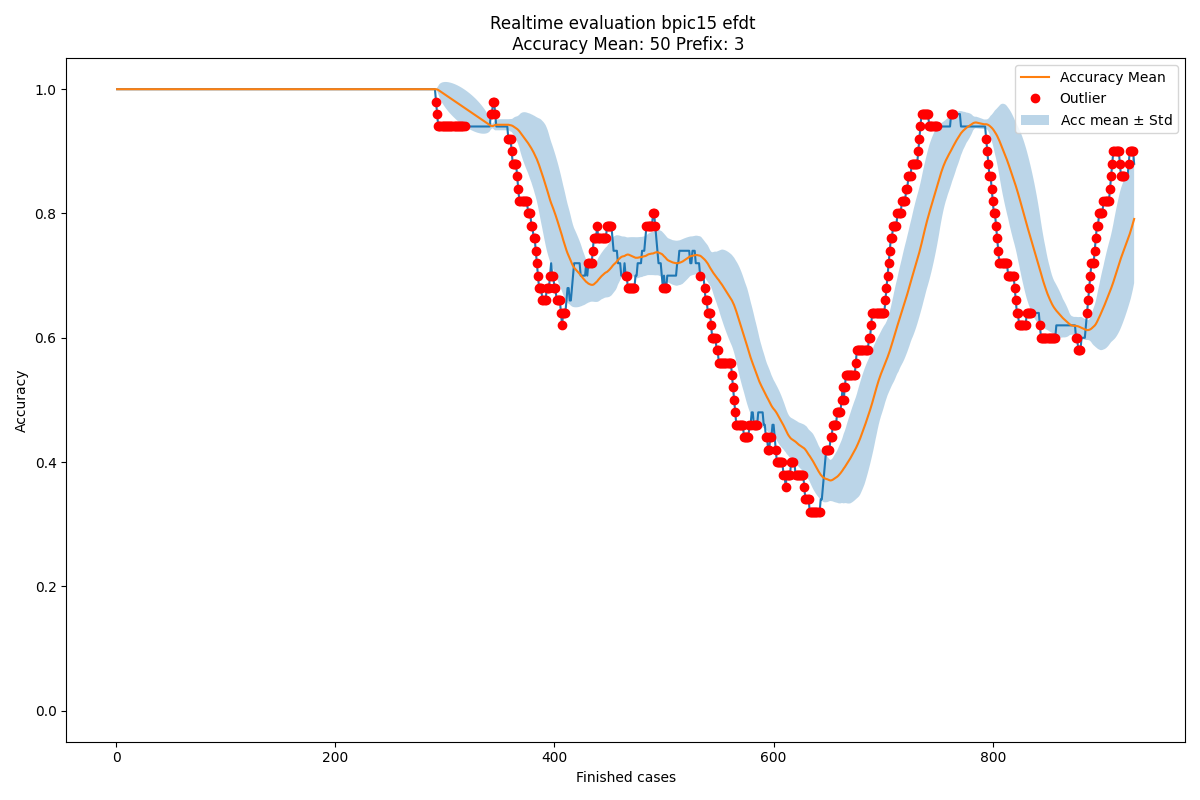 Realtime evaluation bpic15 efdt
Accuracy Mean: 50 Prefix: 3
Accuracy Mean
Outlier
Acc mean ± Std
Accuracy
1.0
0.8
0.6
0.4
0.2
0.0
0
200
400
600
800
Finished cases